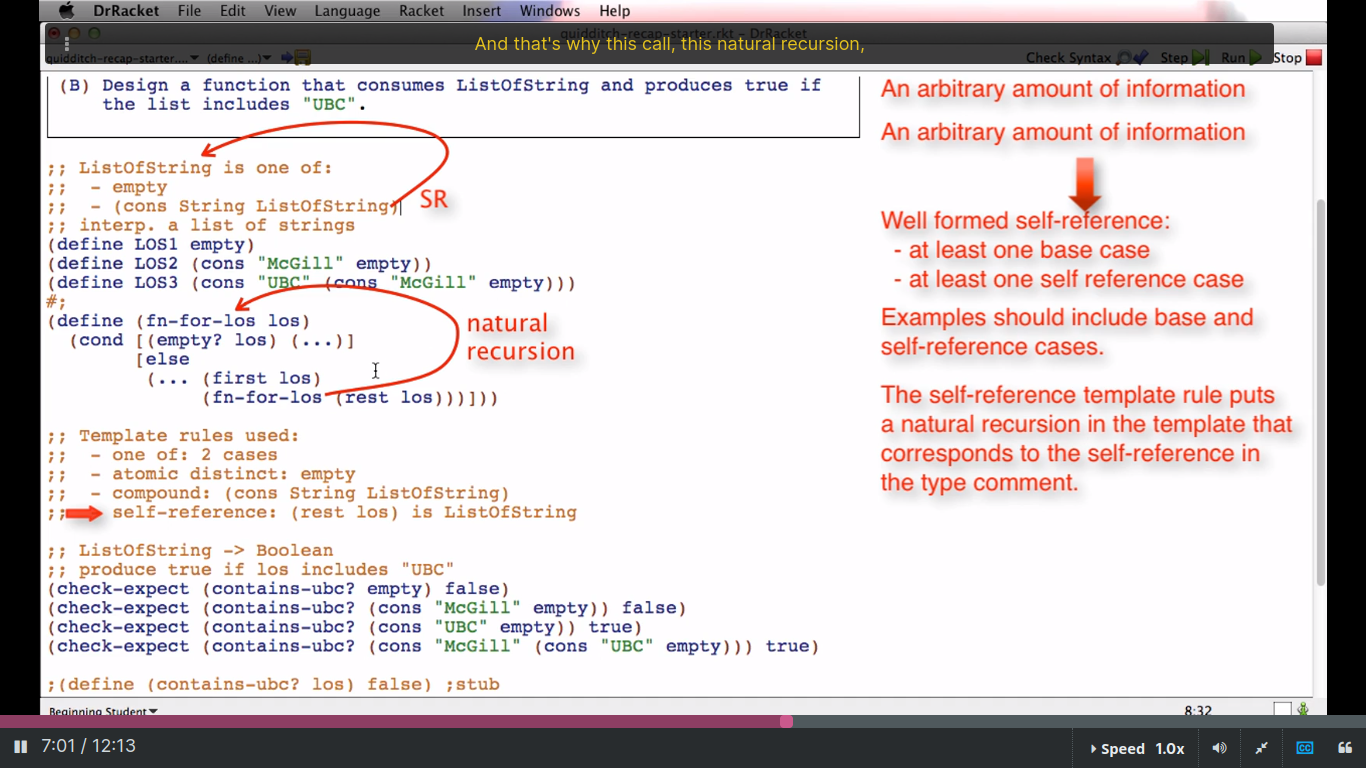 DrRacket File Edit View Language Racket Insert Windows Help
quidditch-recap-starter.rkt - DrRacket
And that's why this call, this natural recursion,
quidditch-recap-starter....▾ (define ...)▾ Check Syntax Step Run Stop
(B) Design a function that consumes ListOfString and produces true if
the list includes "UBC".
;; ListOfString is one of:
;;  - empty
;;  - (cons String ListOfString)
SR
;; interp. a list of strings
(define LOS1 empty)
(define LOS2 (cons "McGill" empty))
(define LOS3 (cons "UBC" (cons "McGill" empty)))
#;
(define (fn-for-los los)
(cond [(empty? los) (...)]
[else
(... (first los)
(fn-for-los (rest los)))]))
natural
recursion
;; Template rules used:
;;  - one of: 2 cases
;;  - atomic distinct: empty
;;  - compound: (cons String ListOfString)
;; self-reference: (rest los) is ListOfString
;; ListOfString -> Boolean
;; produce true if los includes "UBC"
(check-expect (contains-ubc? empty) false)
(check-expect (contains-ubc? (cons "McGill" empty)) false)
(check-expect (contains-ubc? (cons "UBC" empty)) true)
(check-expect (contains-ubc? (cons "McGill" (cons "UBC" empty))) true)
;(define (contains-ubc? los) false) ;stub
An arbitrary amount of information
An arbitrary amount of information
Well formed self-reference:
- at least one base case
- at least one self reference case
Examples should include base and
self-reference cases.
The self-reference template rule puts
a natural recursion in the template that
corresponds to the self-reference in
the type comment.
Beginning Student▾ 8:32
7:01 / 12:13 Speed 1.0x CC